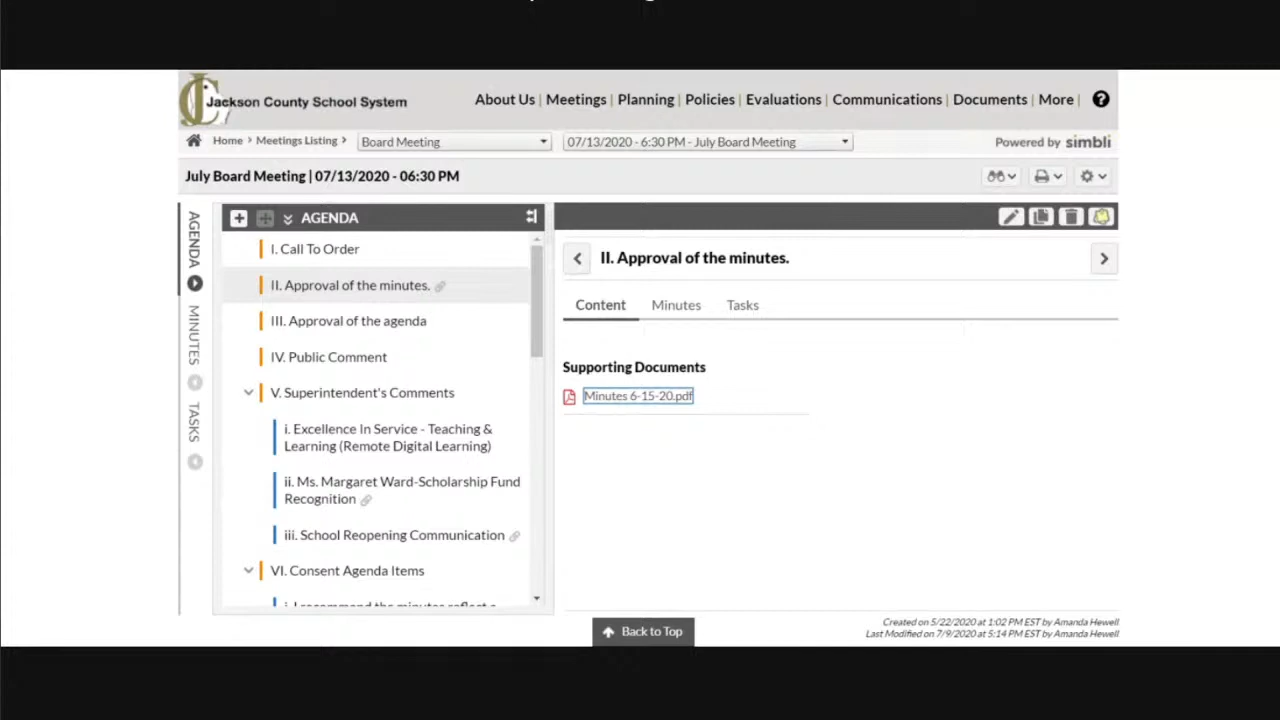 Jackson County School System
About Us | Meetings | Planning | Policies | Evaluations | Communications | Documents | More |
Home > Meetings Listing > Board Meeting 07/13/2020 - 6:30 PM - July Board Meeting Powered by simbli
July Board Meeting | 07/13/2020 - 06:30 PM
AGENDA
MINUTES
TASKS
AGENDA
I. Call To Order
II. Approval of the minutes.
III. Approval of the agenda
IV. Public Comment
V. Superintendent's Comments
i. Excellence In Service - Teaching &
Learning (Remote Digital Learning)
ii. Ms. Margaret Ward-Scholarship Fund
Recognition
iii. School Reopening Communication
VI. Consent Agenda Items
i. I recommend the minutes reflect a
II. Approval of the minutes.
Content Minutes Tasks
Supporting Documents
Minutes 6-15-20.pdf
Back to Top
Created on 5/22/2020 at 1:02 PM EST by Amanda Hewell
Last Modified on 7/9/2020 at 5:14 PM EST by Amanda Hewell